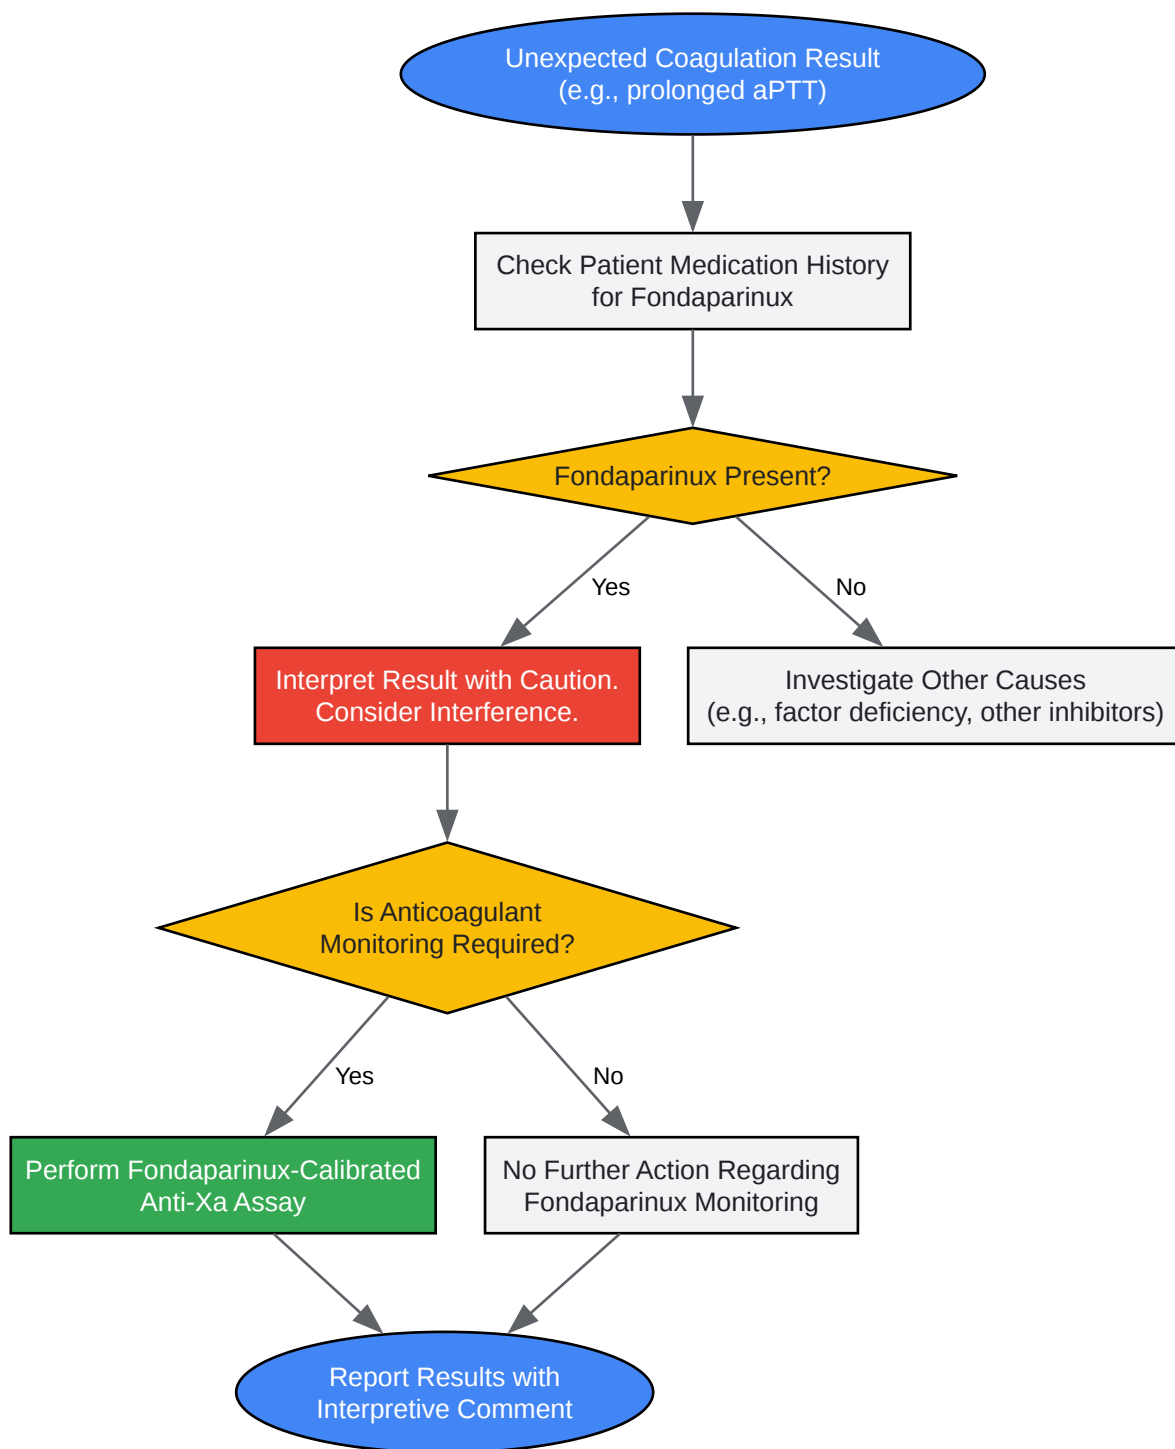 Unexpected Coagulation Result
(e.g., prolonged aPTT)
Check Patient Medication History
for Fondaparinux
Fondaparinux Present?
Yes
No
Interpret Result with Caution.
Consider Interference.
Investigate Other Causes
(e.g., factor deficiency, other inhibitors)
Is Anticoagulant
Monitoring Required?
Yes
No
Perform Fondaparinux-Calibrated
Anti-Xa Assay
No Further Action Regarding
Fondaparinux Monitoring
Report Results with
Interpretive Comment